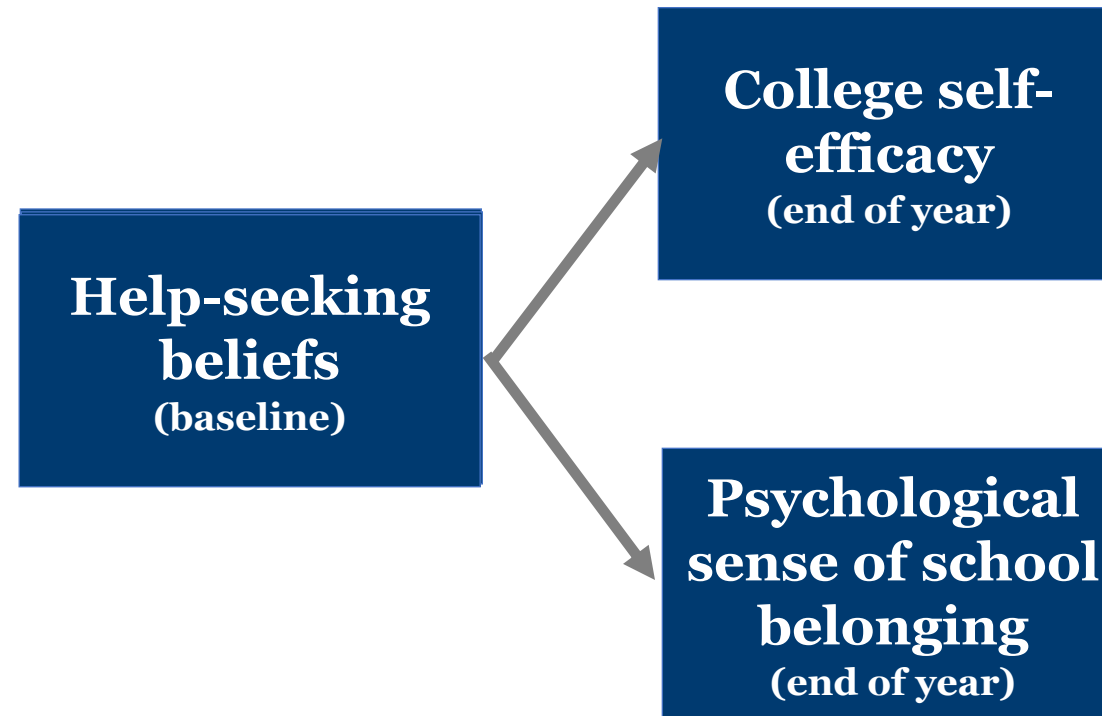 Help-seeking
beliefs
(baseline)
College self-
efficacy
(end of year)
Psychological
sense of school
belonging
(end of year)